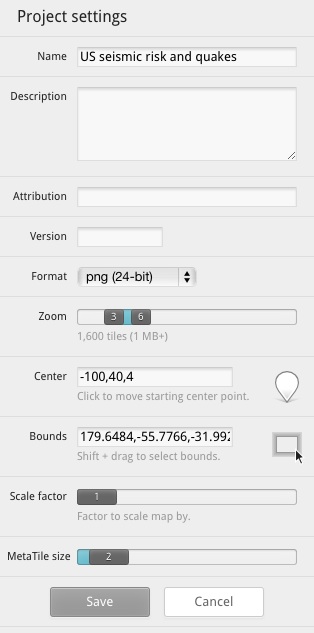 Project settings
Name US seismic risk and quakes
Description
Attribution
Version
Format png (24-bit)
Zoom 3 6
1,600 tiles (1 MB+)
Center -100,40,4
Click to move starting center point.
Bounds 179.6484,-55.7766,-31.992
Shift + drag to select bounds.
Scale factor 1
Factor to scale map by.
MetaTile size 2
Save Cancel